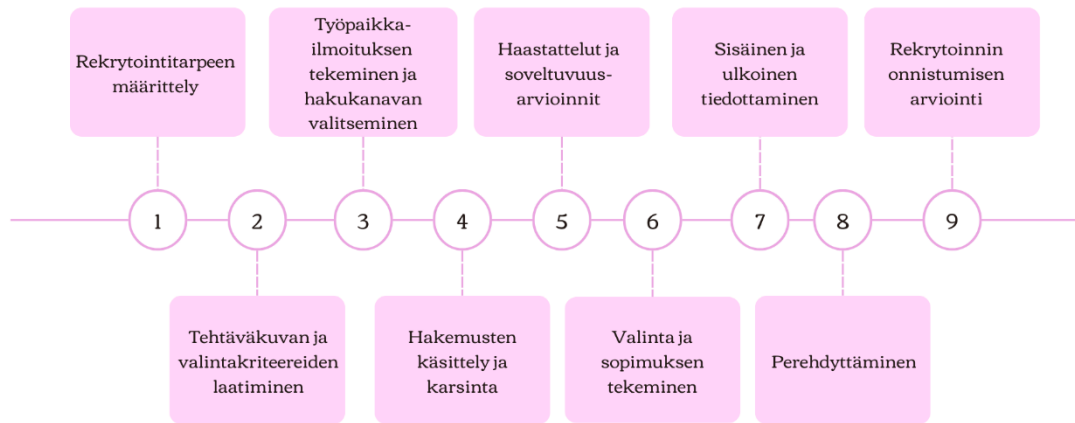 Rekrytointitarpeen
määrittely
Työpaikka-
ilmoituksen
tekeminen ja
hakukanavan
valitseminen
Haastattelut ja
soveltuvuus-
arvioinnit
Sisäinen ja
ulkoinen
tiedottaminen
Rekrytoinnin
onnistumisen
arviointi
1
2
3
4
5
6
7
8
9
Tehtäväkuvan ja
valintakriteereiden
laatiminen
Hakemusten
käsittely ja
karsinta
Valinta ja
sopimuksen
tekeminen
Perehdyttäminen